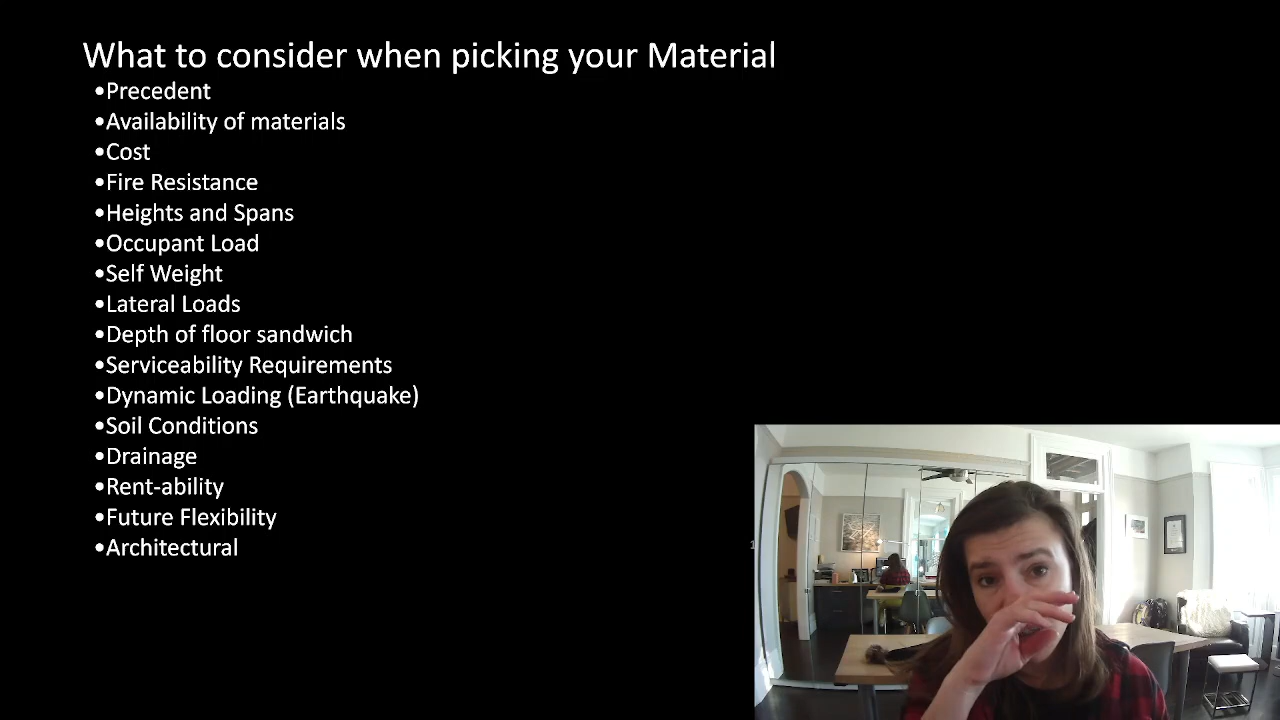 What to consider when picking your Material
•Precedent
•Availability of materials
•Cost
•Fire Resistance
•Heights and Spans
•Occupant Load
•Self Weight
•Lateral Loads
•Depth of floor sandwich
•Serviceability Requirements
•Dynamic Loading (Earthquake)
•Soil Conditions
•Drainage
•Rent-ability
•Future Flexibility
•Architectural